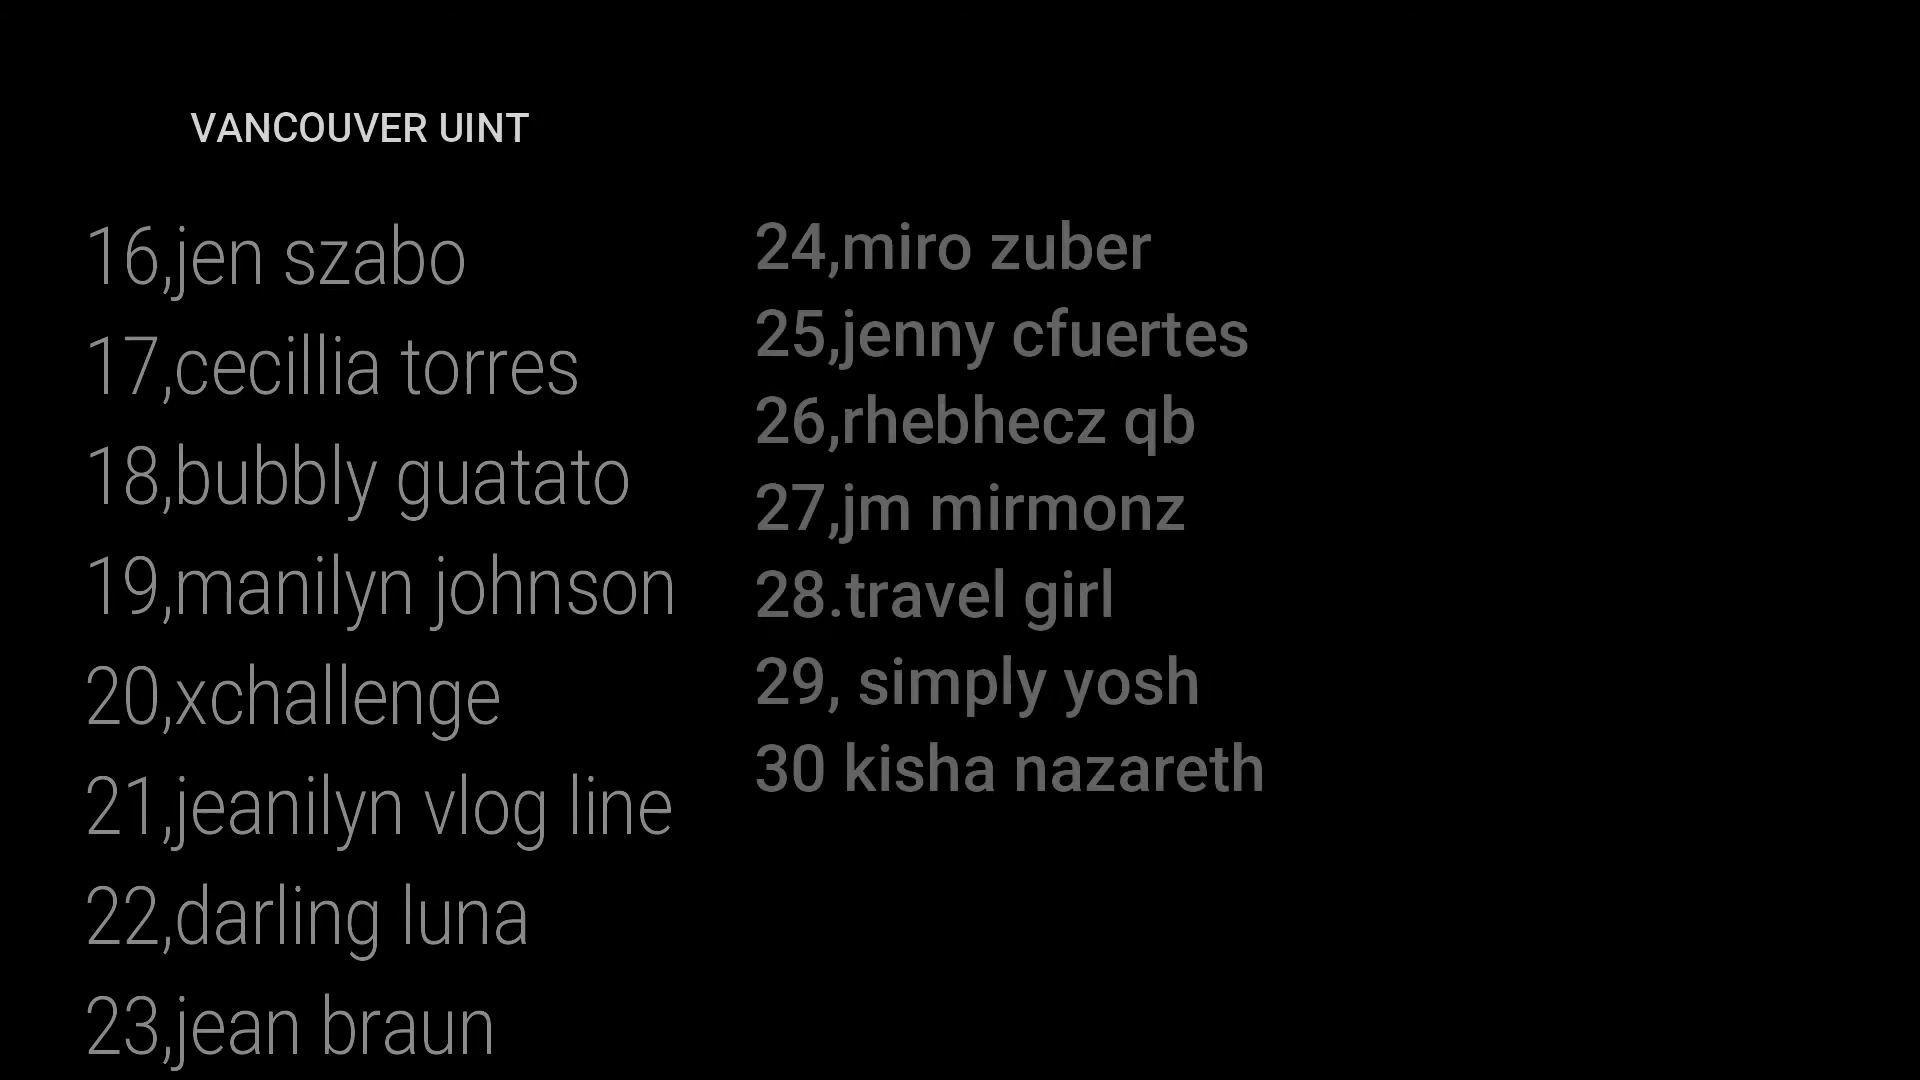 VANCOUVER UINT
16,jen szabo
17,cecillia torres
18,bubbly guatato
19,manilyn johnson
20,xchallenge
21,jeanilyn vlog line
22,darling luna
23,jean braun
24,miro zuber
25,jenny cfuertes
26,rhebhecz qb
27,jm mirmonz
28.travel girl
29, simply yosh
30 kisha nazareth